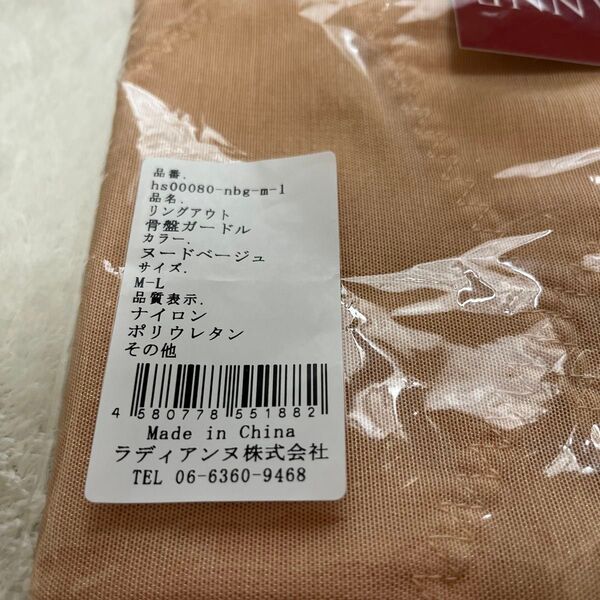 NNE
品番.
hs00080-nbg-m-l
品名.
リングアウト
骨盤ガードル
カラー.
ヌードベージュ
サイズ.
M-L
品質表示.
ナイロン
ポリウレタン
その他
4 580778 551882
Made in China
ラディアンヌ株式会社
TEL 06-6360-9468